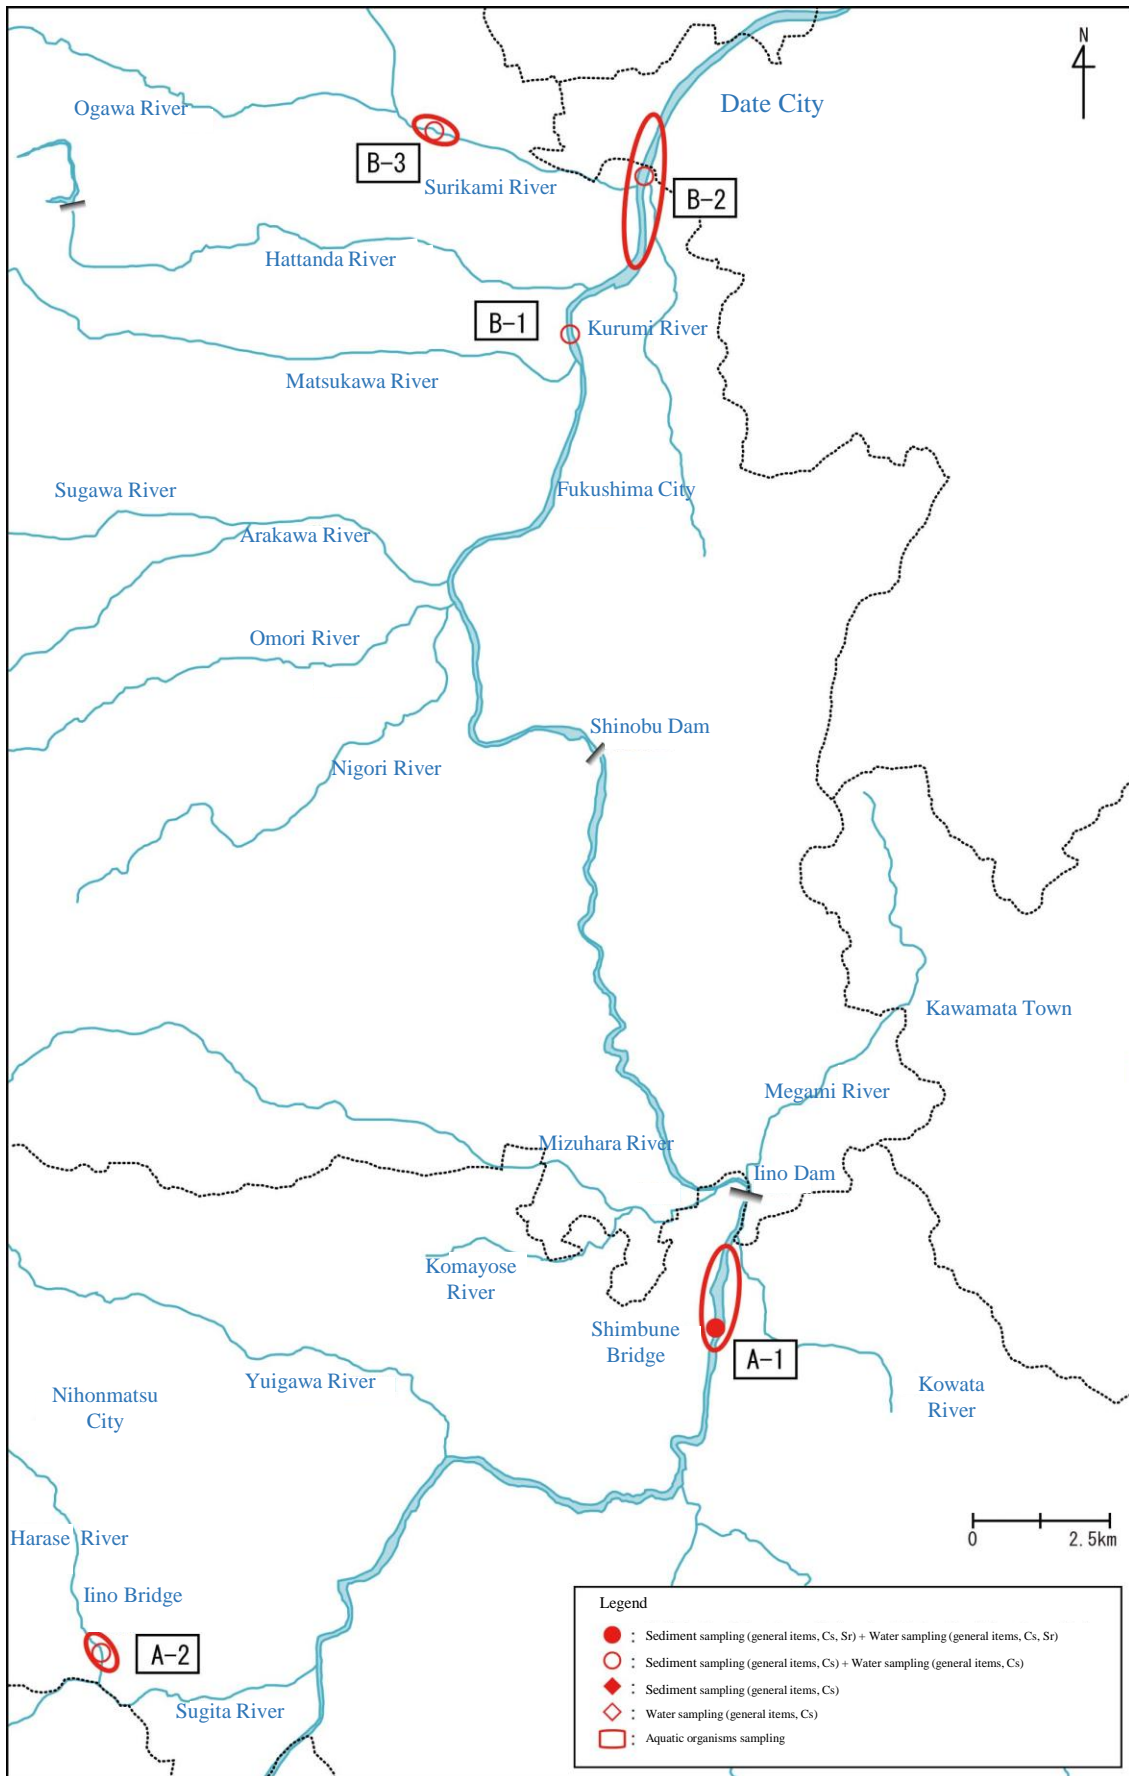 N
Date City
Ogawa River
B-3
Surikami River
B-2
Hattanda River
B-1
Kurumi River
Matsukawa River
Sugawa River
Fukushima City
Arakawa River
Omori River
Shinobu Dam
Nigori River
Kawamata Town
Megami River
Mizuhara River
Iino Dam
Komayose
River
Shimbune
Bridge
A-1
Yuigawa River
Nihonmatsu
City
Kowata
River
Harase River
0 2.5km
Iino Bridge
A-2
Sugita River
Legend
: Sediment sampling (general items, Cs, Sr) + Water sampling (general items, Cs, Sr)
: Sediment sampling (general items, Cs) + Water sampling (general items, Cs)
: Sediment sampling (general items, Cs)
: Water sampling (general items, Cs)
: Aquatic organisms sampling